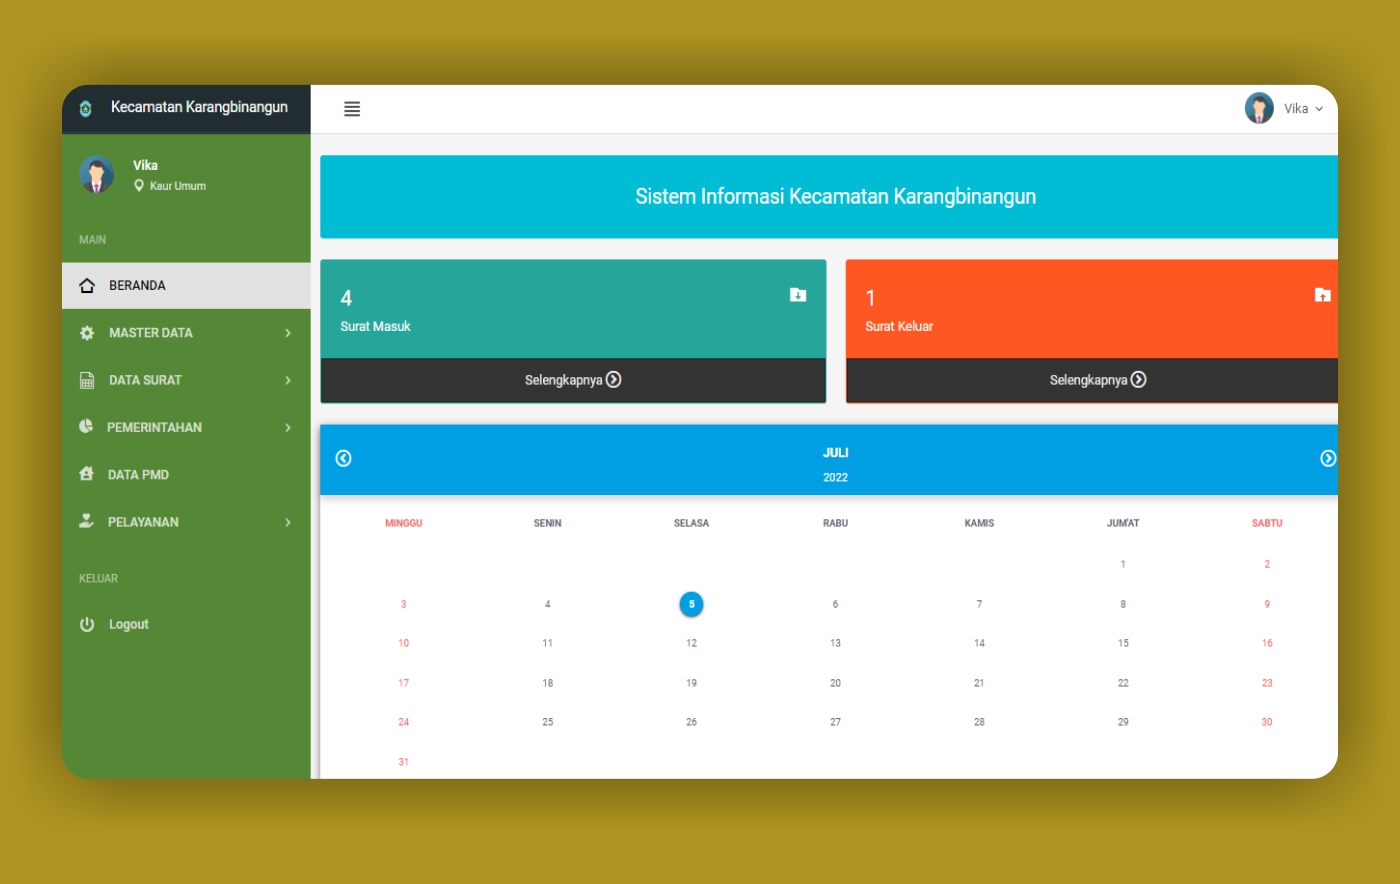 Kecamatan Karangbinangun
Vika
Vika
Kaur Umum
MAIN
BERANDA
MASTER DATA
DATA SURAT
PEMERINTAHAN
DATA PMD
PELAYANAN
KELUAR
Logout
Sistem Informasi Kecamatan Karangbinangun
4
Surat Masuk
Selengkapnya
1
Surat Keluar
Selengkapnya
JULI
2022
MINGGU SENIN SELASA RABU KAMIS JUM'AT SABTU
1 2
3 4 5 6 7 8 9
10 11 12 13 14 15 16
17 18 19 20 21 22 23
24 25 26 27 28 29 30
31